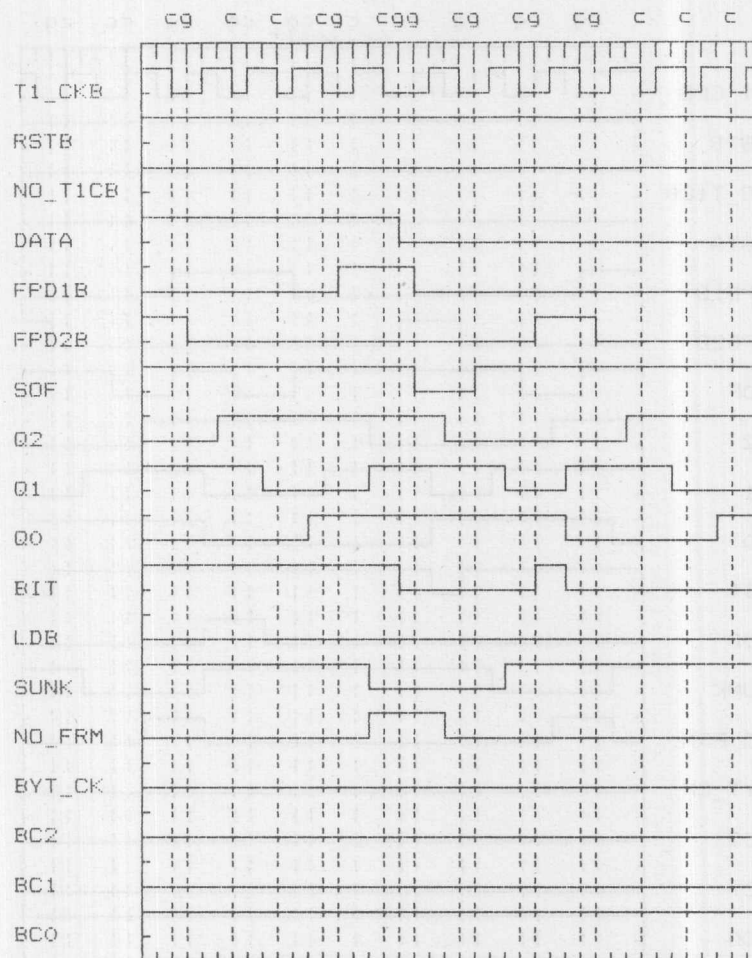 cg c c cg cgg cg cg cg c c c
T1_CKB
RSTB
NO_T1CB
DATA
FPD1B
FPD2B
SOF
Q2
Q1
Q0
BIT
LDB
SUNK
NO_FRM
BYT_CK
BC2
BC1
BC0